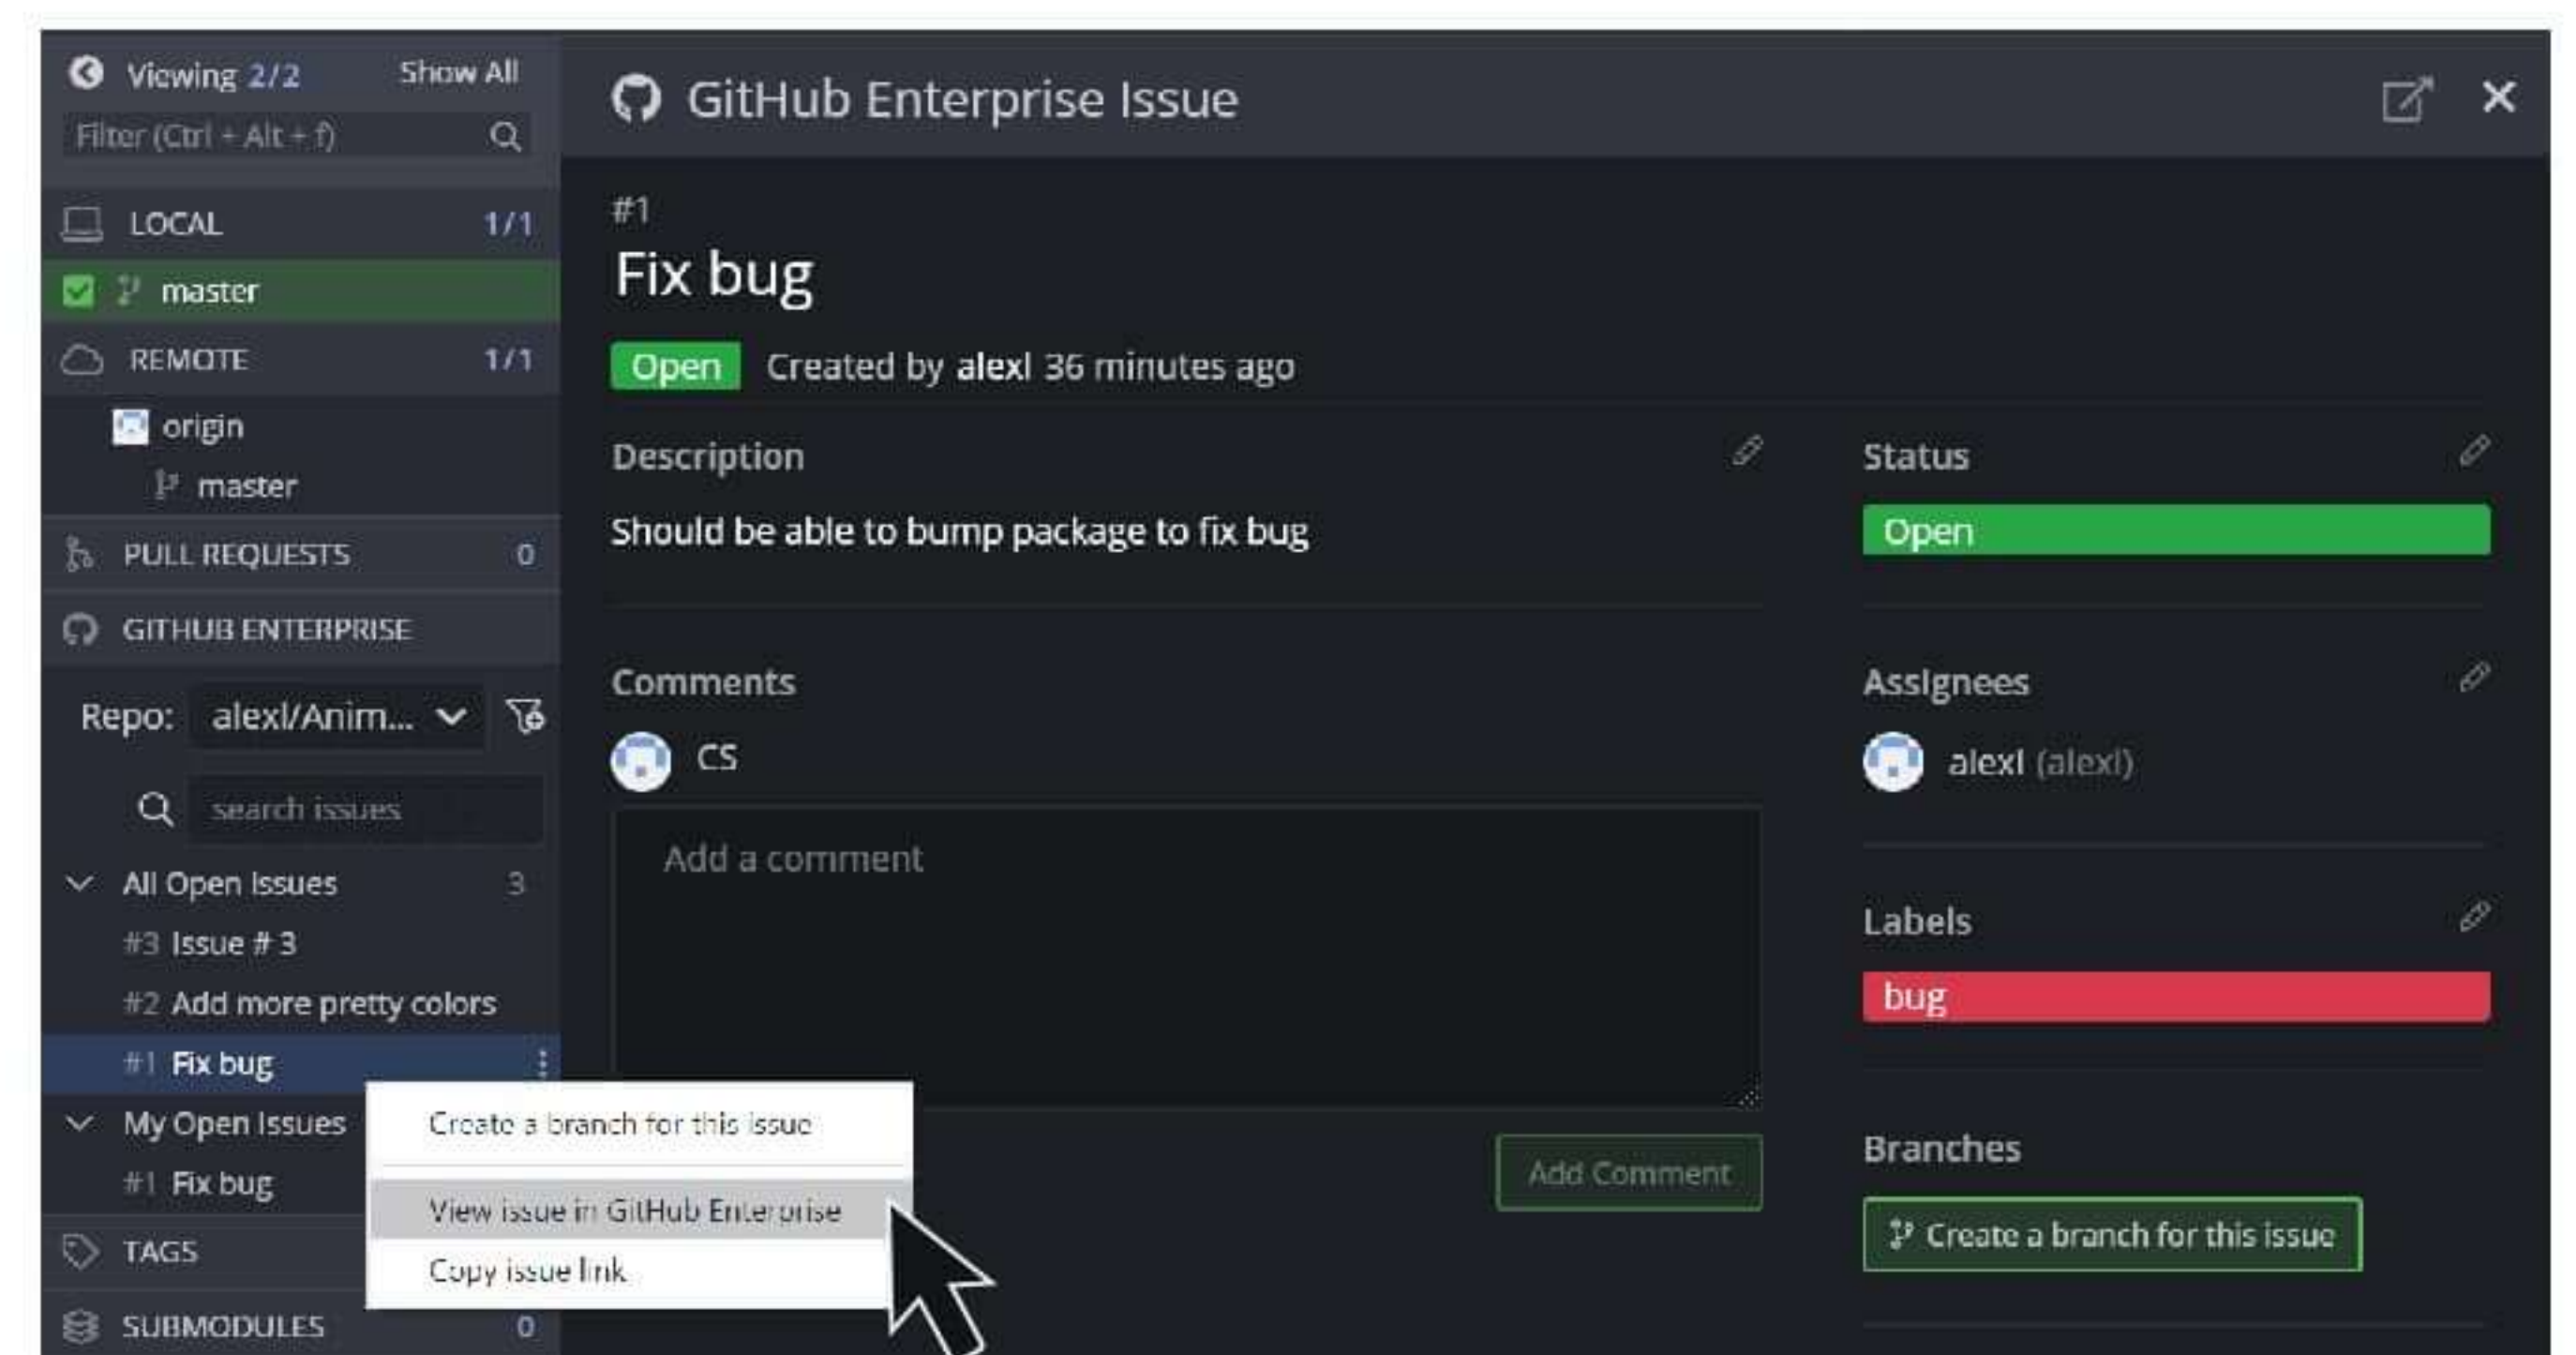 Viewing 2/2 Show All
Filter (Ctrl + Alt + f)
LOCAL 1/1
master
REMOTE 1/1
origin
master
PULL REQUESTS 0
GITHUB ENTERPRISE
Repo: alexl/Anim...
search issues
All Open Issues 3
#3 Issue # 3
#2 Add more pretty colors
#1 Fix bug
My Open Issues
#1 Fix bug
TAGS
SUBMODULES 0
Create a branch for this issue
View issue in GitHub Enterprise
Copy issue link
GitHub Enterprise Issue
#1
Fix bug
Open Created by alexl 36 minutes ago
Description
Should be able to bump package to fix bug
Comments
CS
Add a comment
Add Comment
Status
Open
Assignees
alexl (alexl)
Labels
bug
Branches
Create a branch for this issue